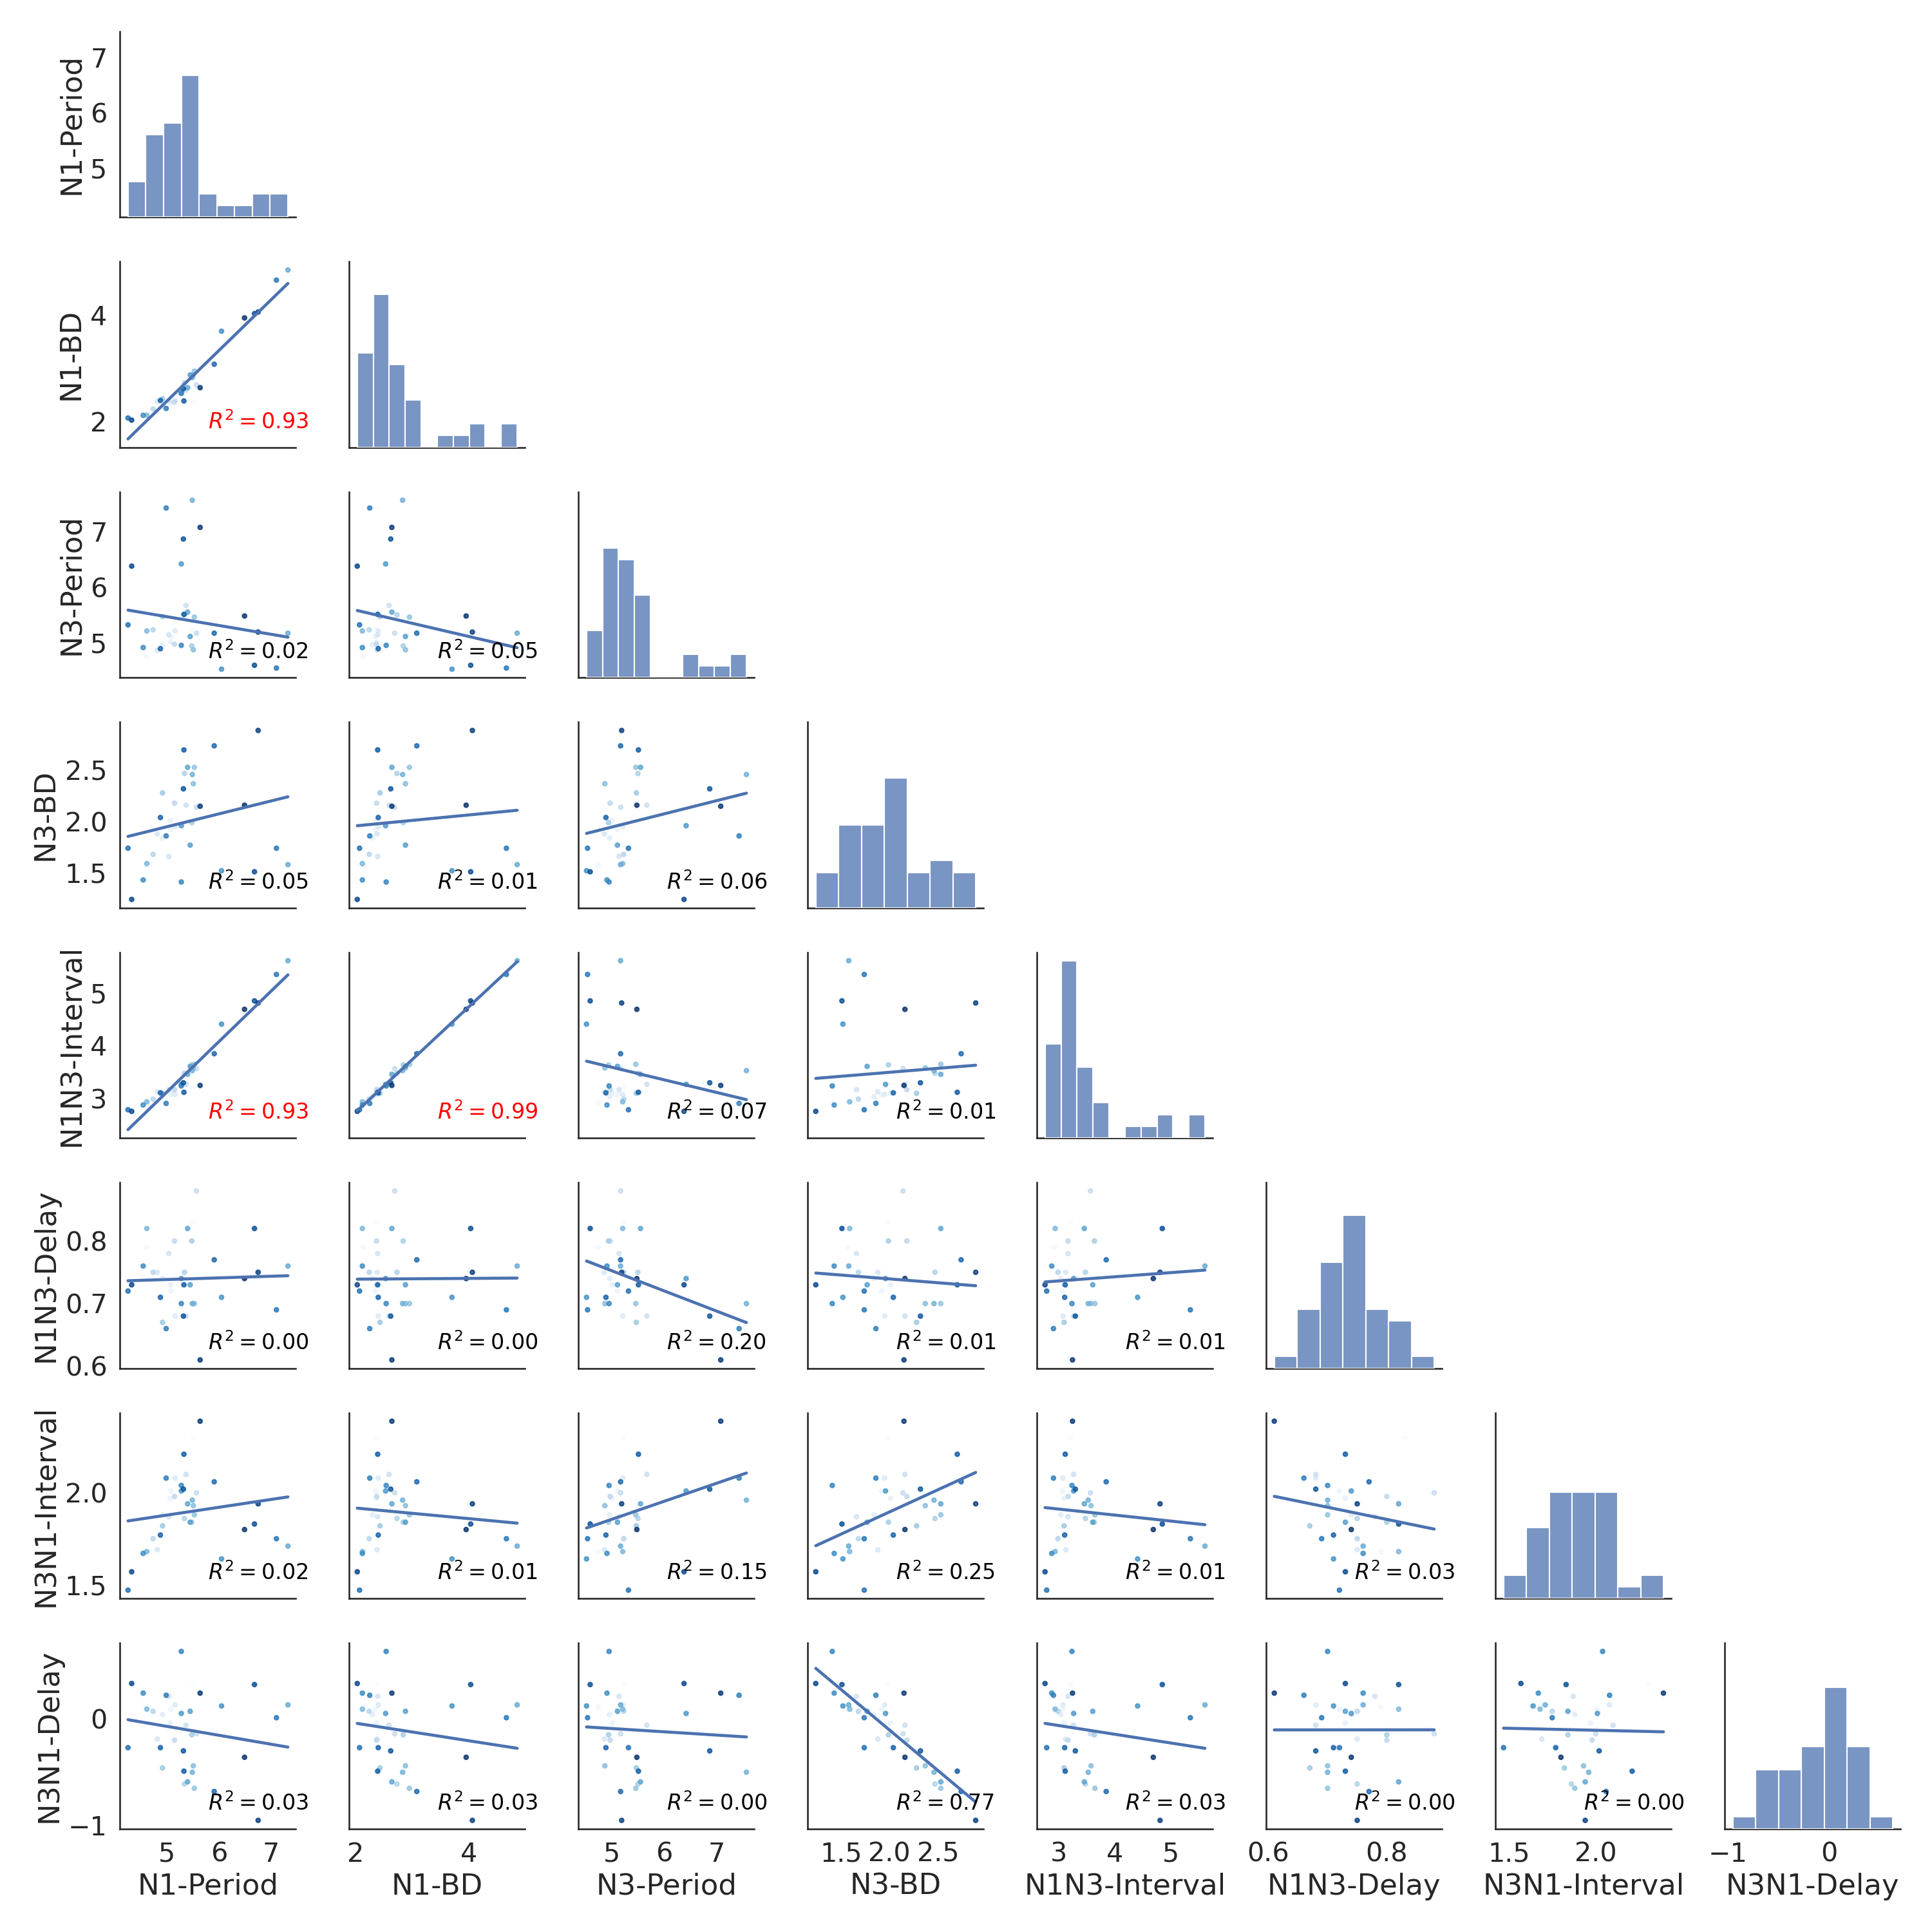 N1-Period
7
6
5
N1-BD
4
2
R² = 0.93
N3-Period
7
6
5
R² = 0.02
R² = 0.05
N3-BD
2.5
2.0
1.5
R² = 0.05
R² = 0.01
R² = 0.06
N1N3-Interval
5
4
3
R² = 0.93
R² = 0.99
R² = 0.07
R² = 0.01
N1N3-Delay
0.8
0.7
0.6
R² = 0.00
R² = 0.00
R² = 0.20
R² = 0.01
R² = 0.01
N3N1-Interval
2.0
1.5
R² = 0.02
R² = 0.01
R² = 0.15
R² = 0.25
R² = 0.01
R² = 0.03
N3N1-Delay
0
−1
R² = 0.03
R² = 0.03
R² = 0.00
R² = 0.77
R² = 0.03
R² = 0.00
R² = 0.00
5 6 7 2 4 5 6 7 1.5 2.0 2.5 3 4 5 0.6 0.8 1.5 2.0 −1 0
N1-Period N1-BD N3-Period N3-BD N1N3-Interval N1N3-Delay N3N1-Interval N3N1-Delay